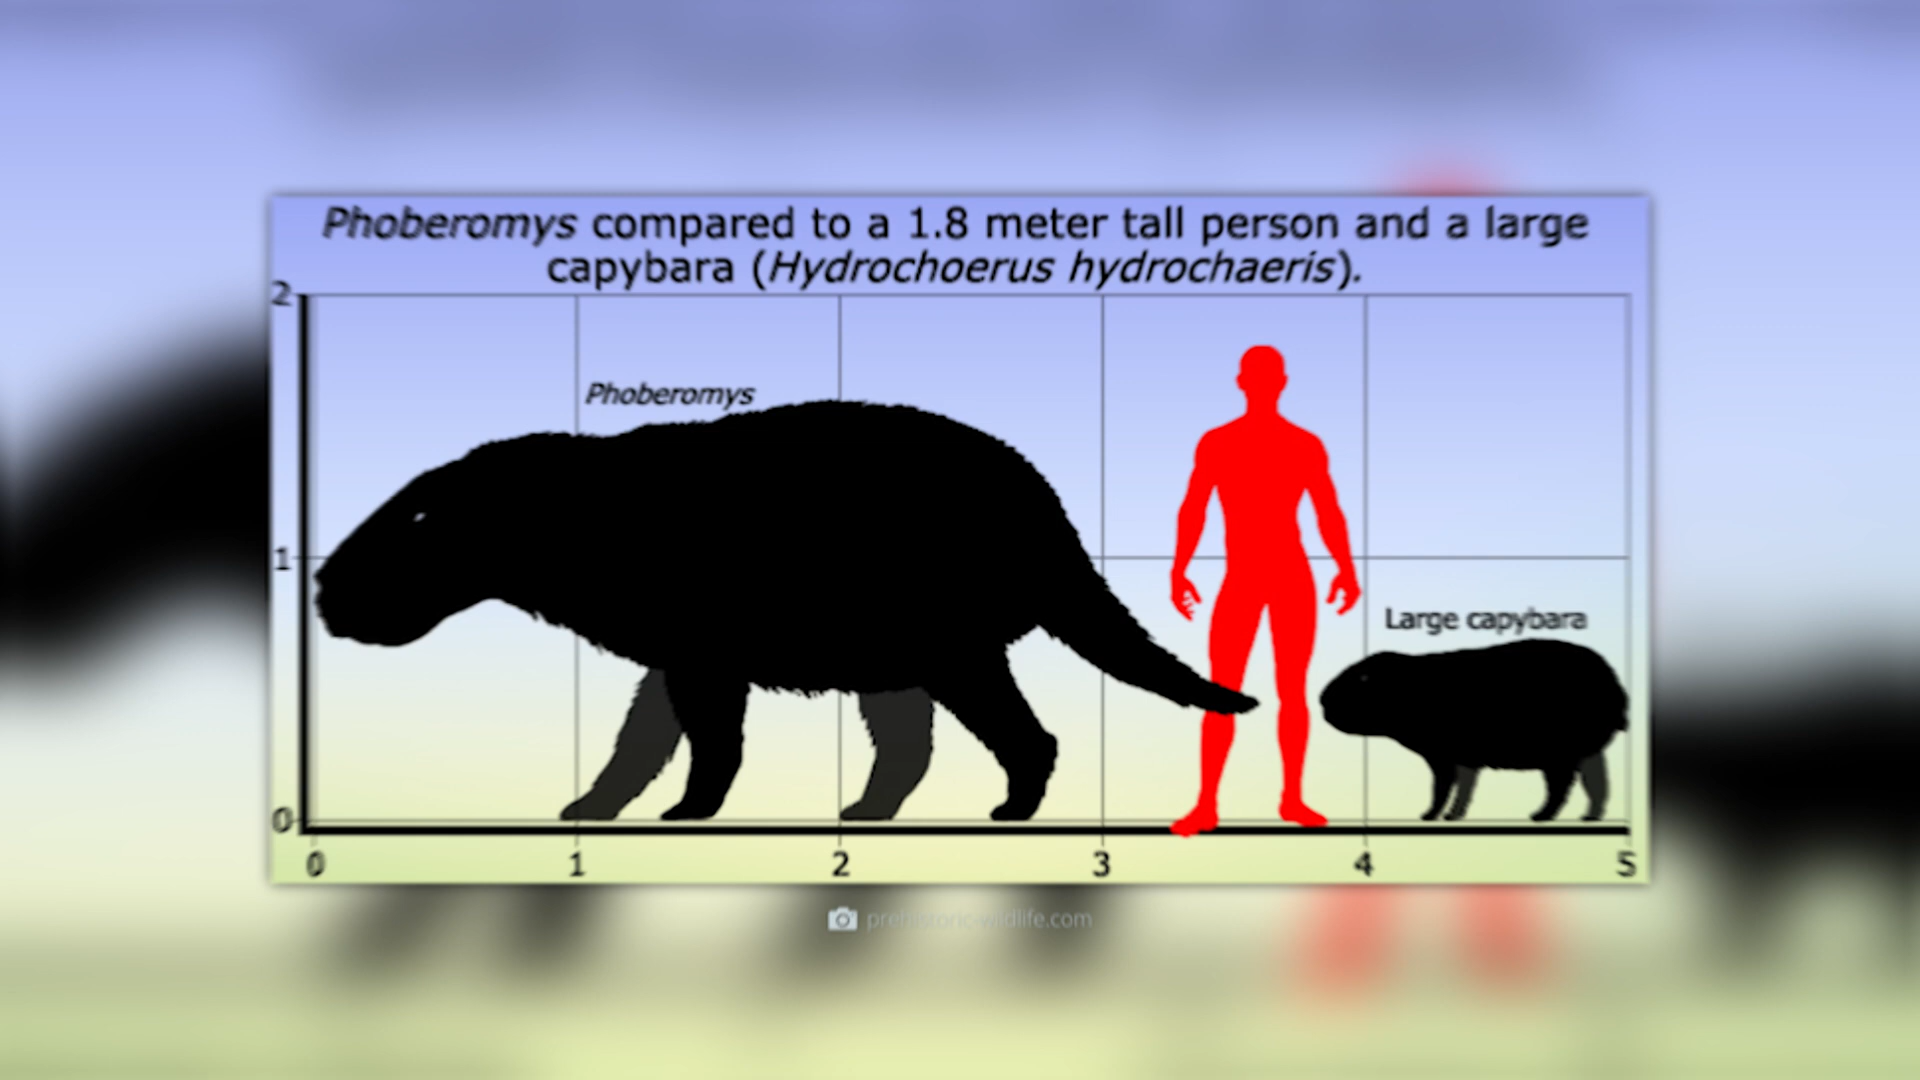 Phoberomys compared to a 1.8 meter tall person and a large
capybara (Hydrochoerus hydrochaeris).
2
Phoberomys
1
Large capybara
0
0 1 2 3 4 5
prehistoric-wildlife.com